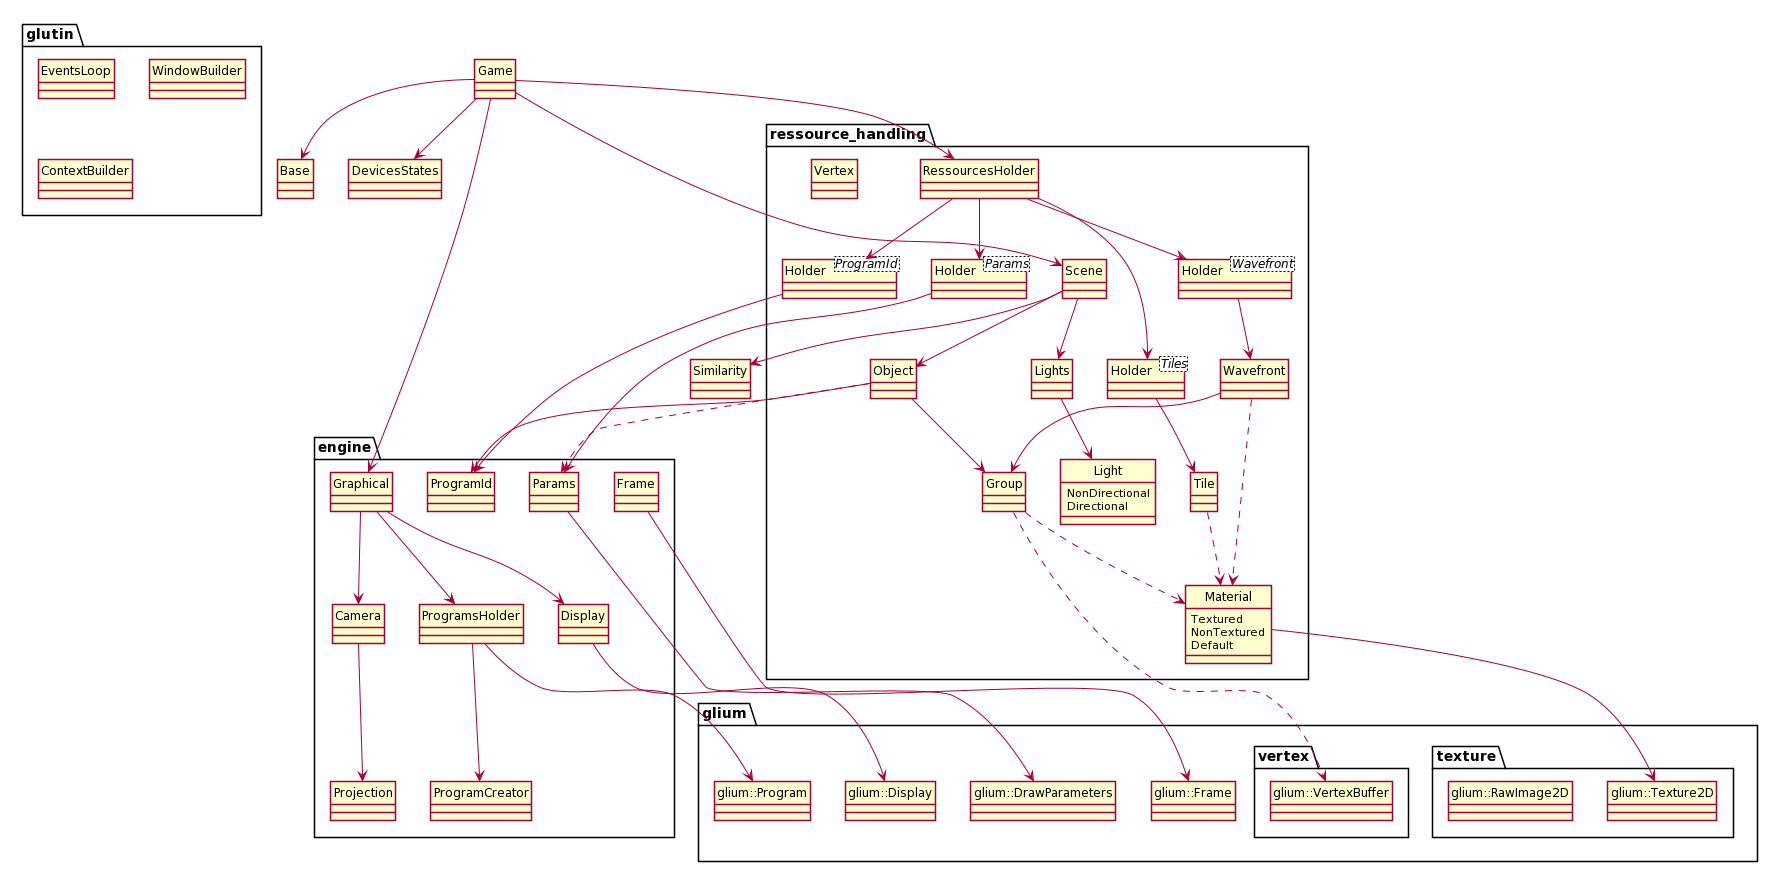 glutin
EventsLoop
WindowBuilder
ContextBuilder
Game
Base
DevicesStates
ressource_handling
Vertex
RessourcesHolder
Holder
ProgramId
Holder
Params
Scene
Holder
Wavefront
Similarity
Object
Lights
Holder
Tiles
Wavefront
engine
Graphical
ProgramId
Params
Frame
Group
Light
NonDirectional
Directional
Tile
Camera
ProgramsHolder
Display
Material
Textured
NonTextured
Default
Projection
ProgramCreator
glium
glium::Program
glium::Display
glium::DrawParameters
glium::Frame
vertex
glium::VertexBuffer
texture
glium::RawImage2D
glium::Texture2D